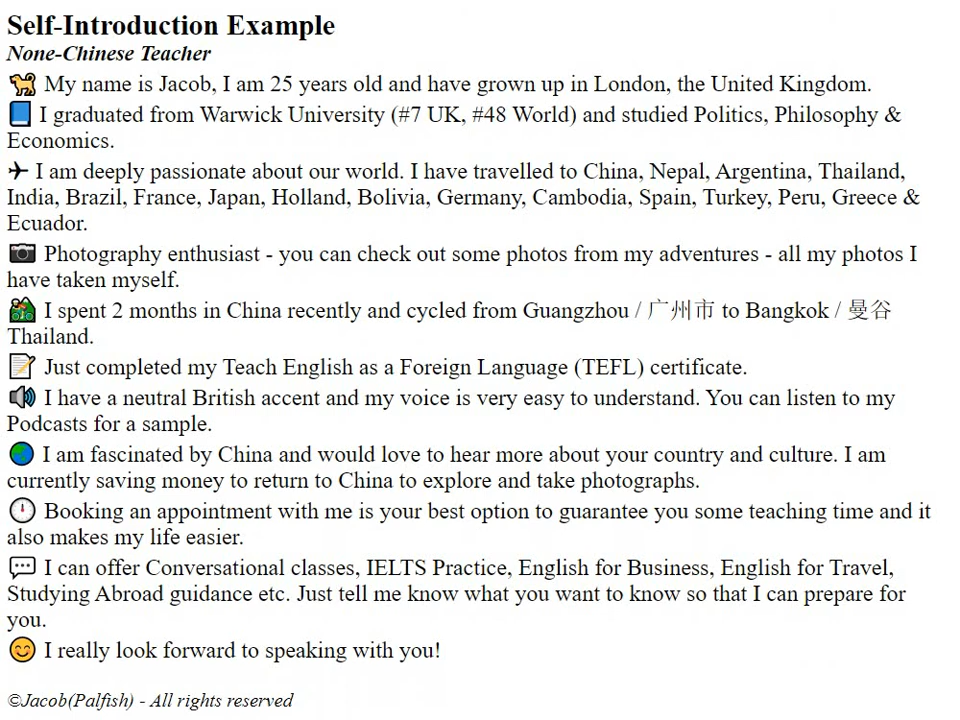 Self-Introduction Example
None-Chinese Teacher
🐕 My name is Jacob, I am 25 years old and have grown up in London, the United Kingdom.
📘 I graduated from Warwick University (#7 UK, #48 World) and studied Politics, Philosophy &
Economics.
✈ I am deeply passionate about our world. I have travelled to China, Nepal, Argentina, Thailand,
India, Brazil, France, Japan, Holland, Bolivia, Germany, Cambodia, Spain, Turkey, Peru, Greece &
Ecuador.
📷 Photography enthusiast - you can check out some photos from my adventures - all my photos I
have taken myself.
🚵 I spent 2 months in China recently and cycled from Guangzhou / 广州市 to Bangkok / 曼谷
Thailand.
📝 Just completed my Teach English as a Foreign Language (TEFL) certificate.
🔊 I have a neutral British accent and my voice is very easy to understand. You can listen to my
Podcasts for a sample.
🌏 I am fascinated by China and would love to hear more about your country and culture. I am
currently saving money to return to China to explore and take photographs.
🕛 Booking an appointment with me is your best option to guarantee you some teaching time and it
also makes my life easier.
💬 I can offer Conversational classes, IELTS Practice, English for Business, English for Travel,
Studying Abroad guidance etc. Just tell me know what you want to know so that I can prepare for
you.
😊 I really look forward to speaking with you!
©Jacob(Palfish) - All rights reserved